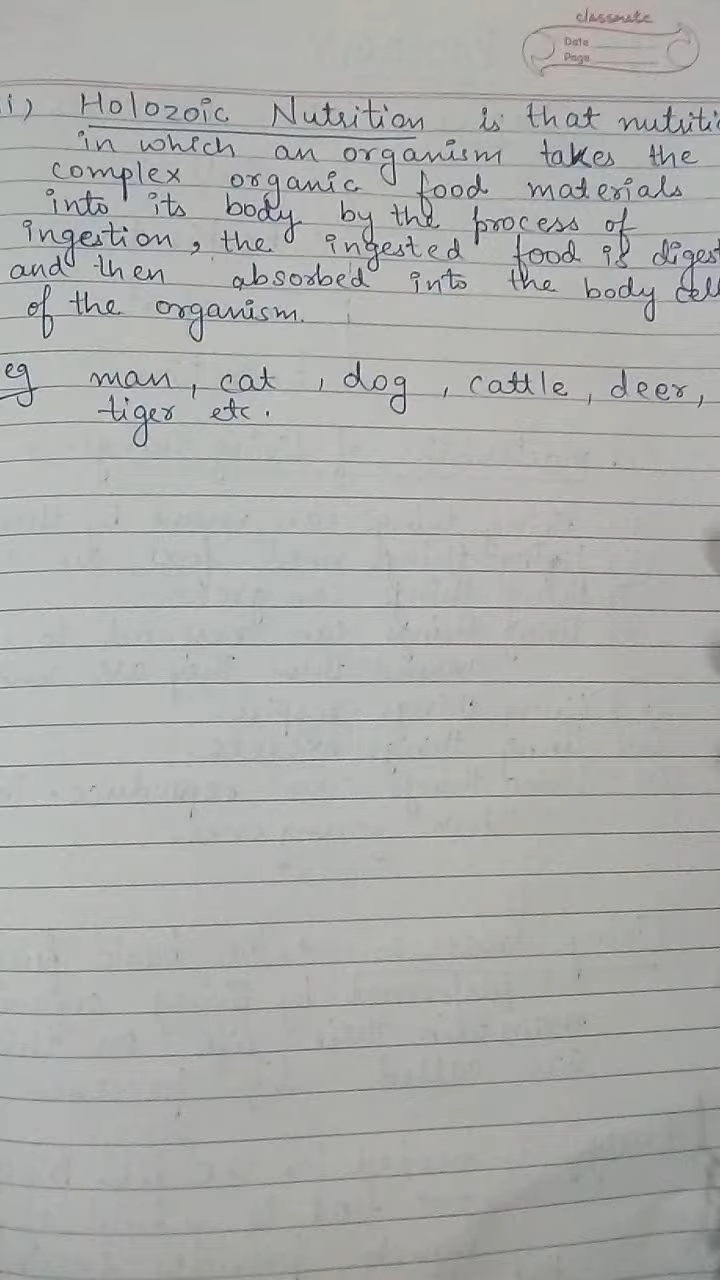 classmate
Date
Page
i) Holozoic Nutrition is that nutriti
in which an organism takes the
complex organic food materials
into its body by the process of
ingestion, the ingested food is digest
and then absorbed into the body cell
of the organism.
eg man, cat, dog, cattle, deer,
tiger etc.